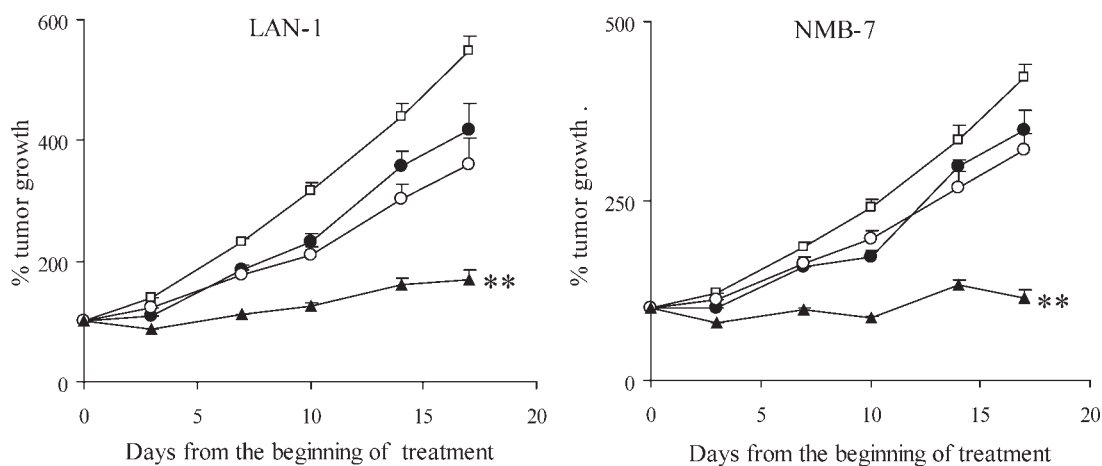 LAN-1
600
400
200
0
% tumor growth
0 5 10 15 20
Days from the beginning of treatment
**
NMB-7
500
250
0
% tumor growth .
0 5 10 15 20
Days from the beginning of treatment
**